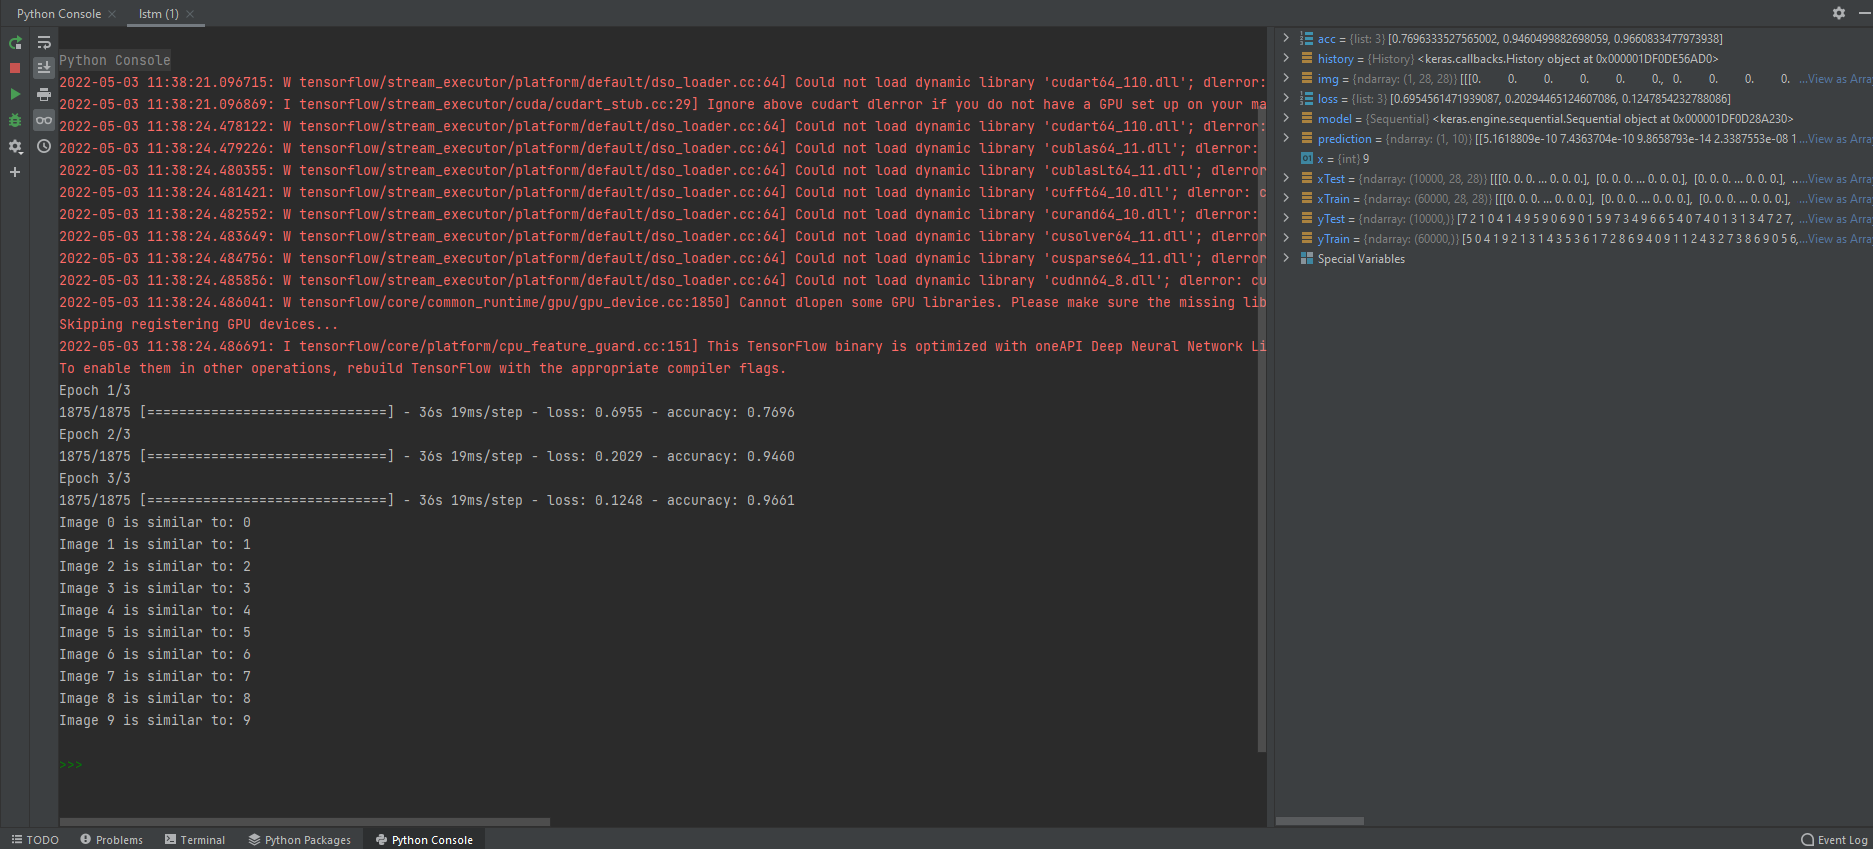 Python Console
lstm (1)
Python Console
2022-05-03 11:38:21.096715: W tensorflow/stream_executor/platform/default/dso_loader.cc:64] Could not load dynamic library 'cudart64_110.dll'; dlerror:
2022-05-03 11:38:21.096869: I tensorflow/stream_executor/cuda/cudart_stub.cc:29] Ignore above cudart dlerror if you do not have a GPU set up on your ma
2022-05-03 11:38:24.478122: W tensorflow/stream_executor/platform/default/dso_loader.cc:64] Could not load dynamic library 'cudart64_110.dll'; dlerror:
2022-05-03 11:38:24.479226: W tensorflow/stream_executor/platform/default/dso_loader.cc:64] Could not load dynamic library 'cublas64_11.dll'; dlerror:
2022-05-03 11:38:24.480355: W tensorflow/stream_executor/platform/default/dso_loader.cc:64] Could not load dynamic library 'cublasLt64_11.dll'; dlerror
2022-05-03 11:38:24.481421: W tensorflow/stream_executor/platform/default/dso_loader.cc:64] Could not load dynamic library 'cufft64_10.dll'; dlerror: c
2022-05-03 11:38:24.482552: W tensorflow/stream_executor/platform/default/dso_loader.cc:64] Could not load dynamic library 'curand64_10.dll'; dlerror:
2022-05-03 11:38:24.483649: W tensorflow/stream_executor/platform/default/dso_loader.cc:64] Could not load dynamic library 'cusolver64_11.dll'; dlerror
2022-05-03 11:38:24.484756: W tensorflow/stream_executor/platform/default/dso_loader.cc:64] Could not load dynamic library 'cusparse64_11.dll'; dlerror
2022-05-03 11:38:24.485856: W tensorflow/stream_executor/platform/default/dso_loader.cc:64] Could not load dynamic library 'cudnn64_8.dll'; dlerror: cu
2022-05-03 11:38:24.486041: W tensorflow/core/common_runtime/gpu/gpu_device.cc:1850] Cannot dlopen some GPU libraries. Please make sure the missing lib
Skipping registering GPU devices...
2022-05-03 11:38:24.486691: I tensorflow/core/platform/cpu_feature_guard.cc:151] This TensorFlow binary is optimized with oneAPI Deep Neural Network Li
To enable them in other operations, rebuild TensorFlow with the appropriate compiler flags.
Epoch 1/3
1875/1875 [==============================] - 36s 19ms/step - loss: 0.6955 - accuracy: 0.7696
Epoch 2/3
1875/1875 [==============================] - 36s 19ms/step - loss: 0.2029 - accuracy: 0.9460
Epoch 3/3
1875/1875 [==============================] - 36s 19ms/step - loss: 0.1248 - accuracy: 0.9661
Image 0 is similar to: 0
Image 1 is similar to: 1
Image 2 is similar to: 2
Image 3 is similar to: 3
Image 4 is similar to: 4
Image 5 is similar to: 5
Image 6 is similar to: 6
Image 7 is similar to: 7
Image 8 is similar to: 8
Image 9 is similar to: 9
>>>
acc = {list: 3} [0.7696333527565002, 0.9460499882698059, 0.9660833477973938]
history = {History} <keras.callbacks.History object at 0x000001DF0DE56AD0>
img = {ndarray: (1, 28, 28)} [[[0. 0. 0. 0. 0. 0., 0. 0. 0. 0. ...View as Array
loss = {list: 3} [0.6954561471939087, 0.20294465124607086, 0.1247854232788086]
model = {Sequential} <keras.engine.sequential.Sequential object at 0x000001DF0D28A230>
prediction = {ndarray: (1, 10)} [[5.1618809e-10 7.4363704e-10 9.8658793e-14 2.3387553e-08 1 ...View as Array
x = {int} 9
xTest = {ndarray: (10000, 28, 28)} [[[0. 0. 0. ... 0. 0. 0.], [0. 0. 0. ... 0. 0. 0.], [0. 0. 0. ... 0. 0. 0.], ...View as Array
xTrain = {ndarray: (60000, 28, 28)} [[[0. 0. 0. ... 0. 0. 0.], [0. 0. 0. ... 0. 0. 0.], [0. 0. 0. ... 0. 0. 0.], ...View as Array
yTest = {ndarray: (10000,)} [7 2 1 0 4 1 4 9 5 9 0 6 9 0 1 5 9 7 3 4 9 6 6 5 4 0 7 4 0 1 3 1 3 4 7 2 7, ...View as Array
yTrain = {ndarray: (60000,)} [5 0 4 1 9 2 1 3 1 4 3 5 3 6 1 7 2 8 6 9 4 0 9 1 1 2 4 3 2 7 3 8 6 9 0 5 6, ...View as Array
Special Variables
TODO
Problems
Terminal
Python Packages
Python Console
Event Log